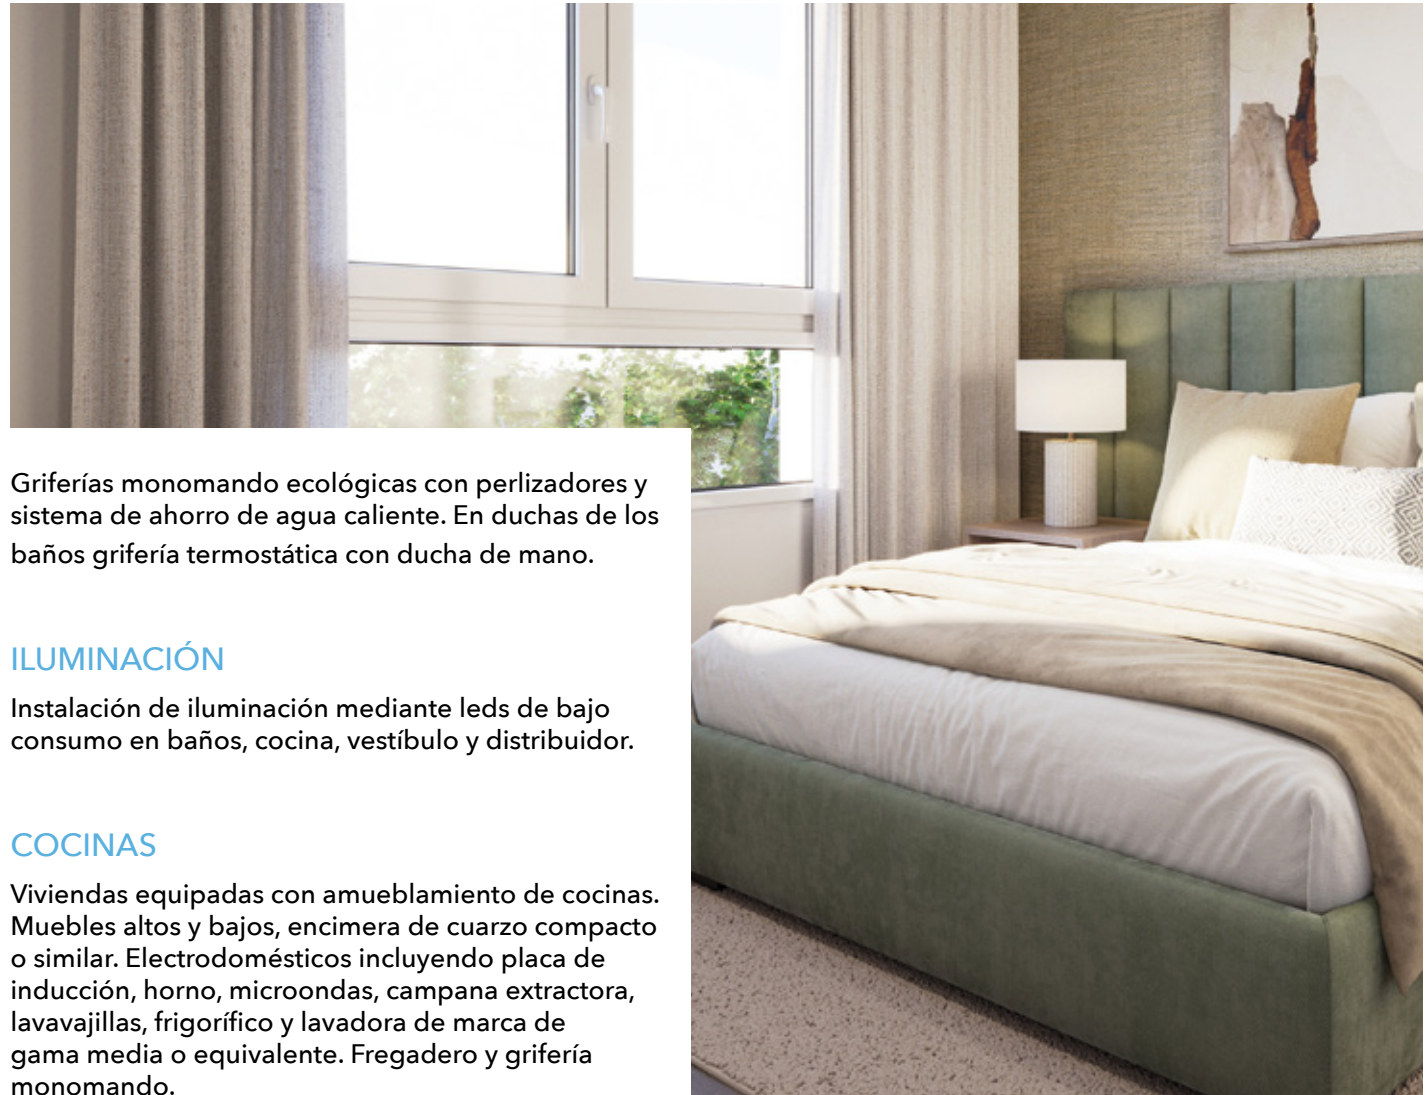 Griferías monomando ecológicas con perlizadores y
sistema de ahorro de agua caliente. En duchas de los
baños grifería termostática con ducha de mano.
ILUMINACIÓN
Instalación de iluminación mediante leds de bajo
consumo en baños, cocina, vestíbulo y distribuidor.
COCINAS
Viviendas equipadas con amueblamiento de cocinas.
Muebles altos y bajos, encimera de cuarzo compacto
o similar. Electrodomésticos incluyendo placa de
inducción, horno, microondas, campana extractora,
lavavajillas, frigorífico y lavadora de marca de
gama media o equivalente. Fregadero y grifería
monomando.